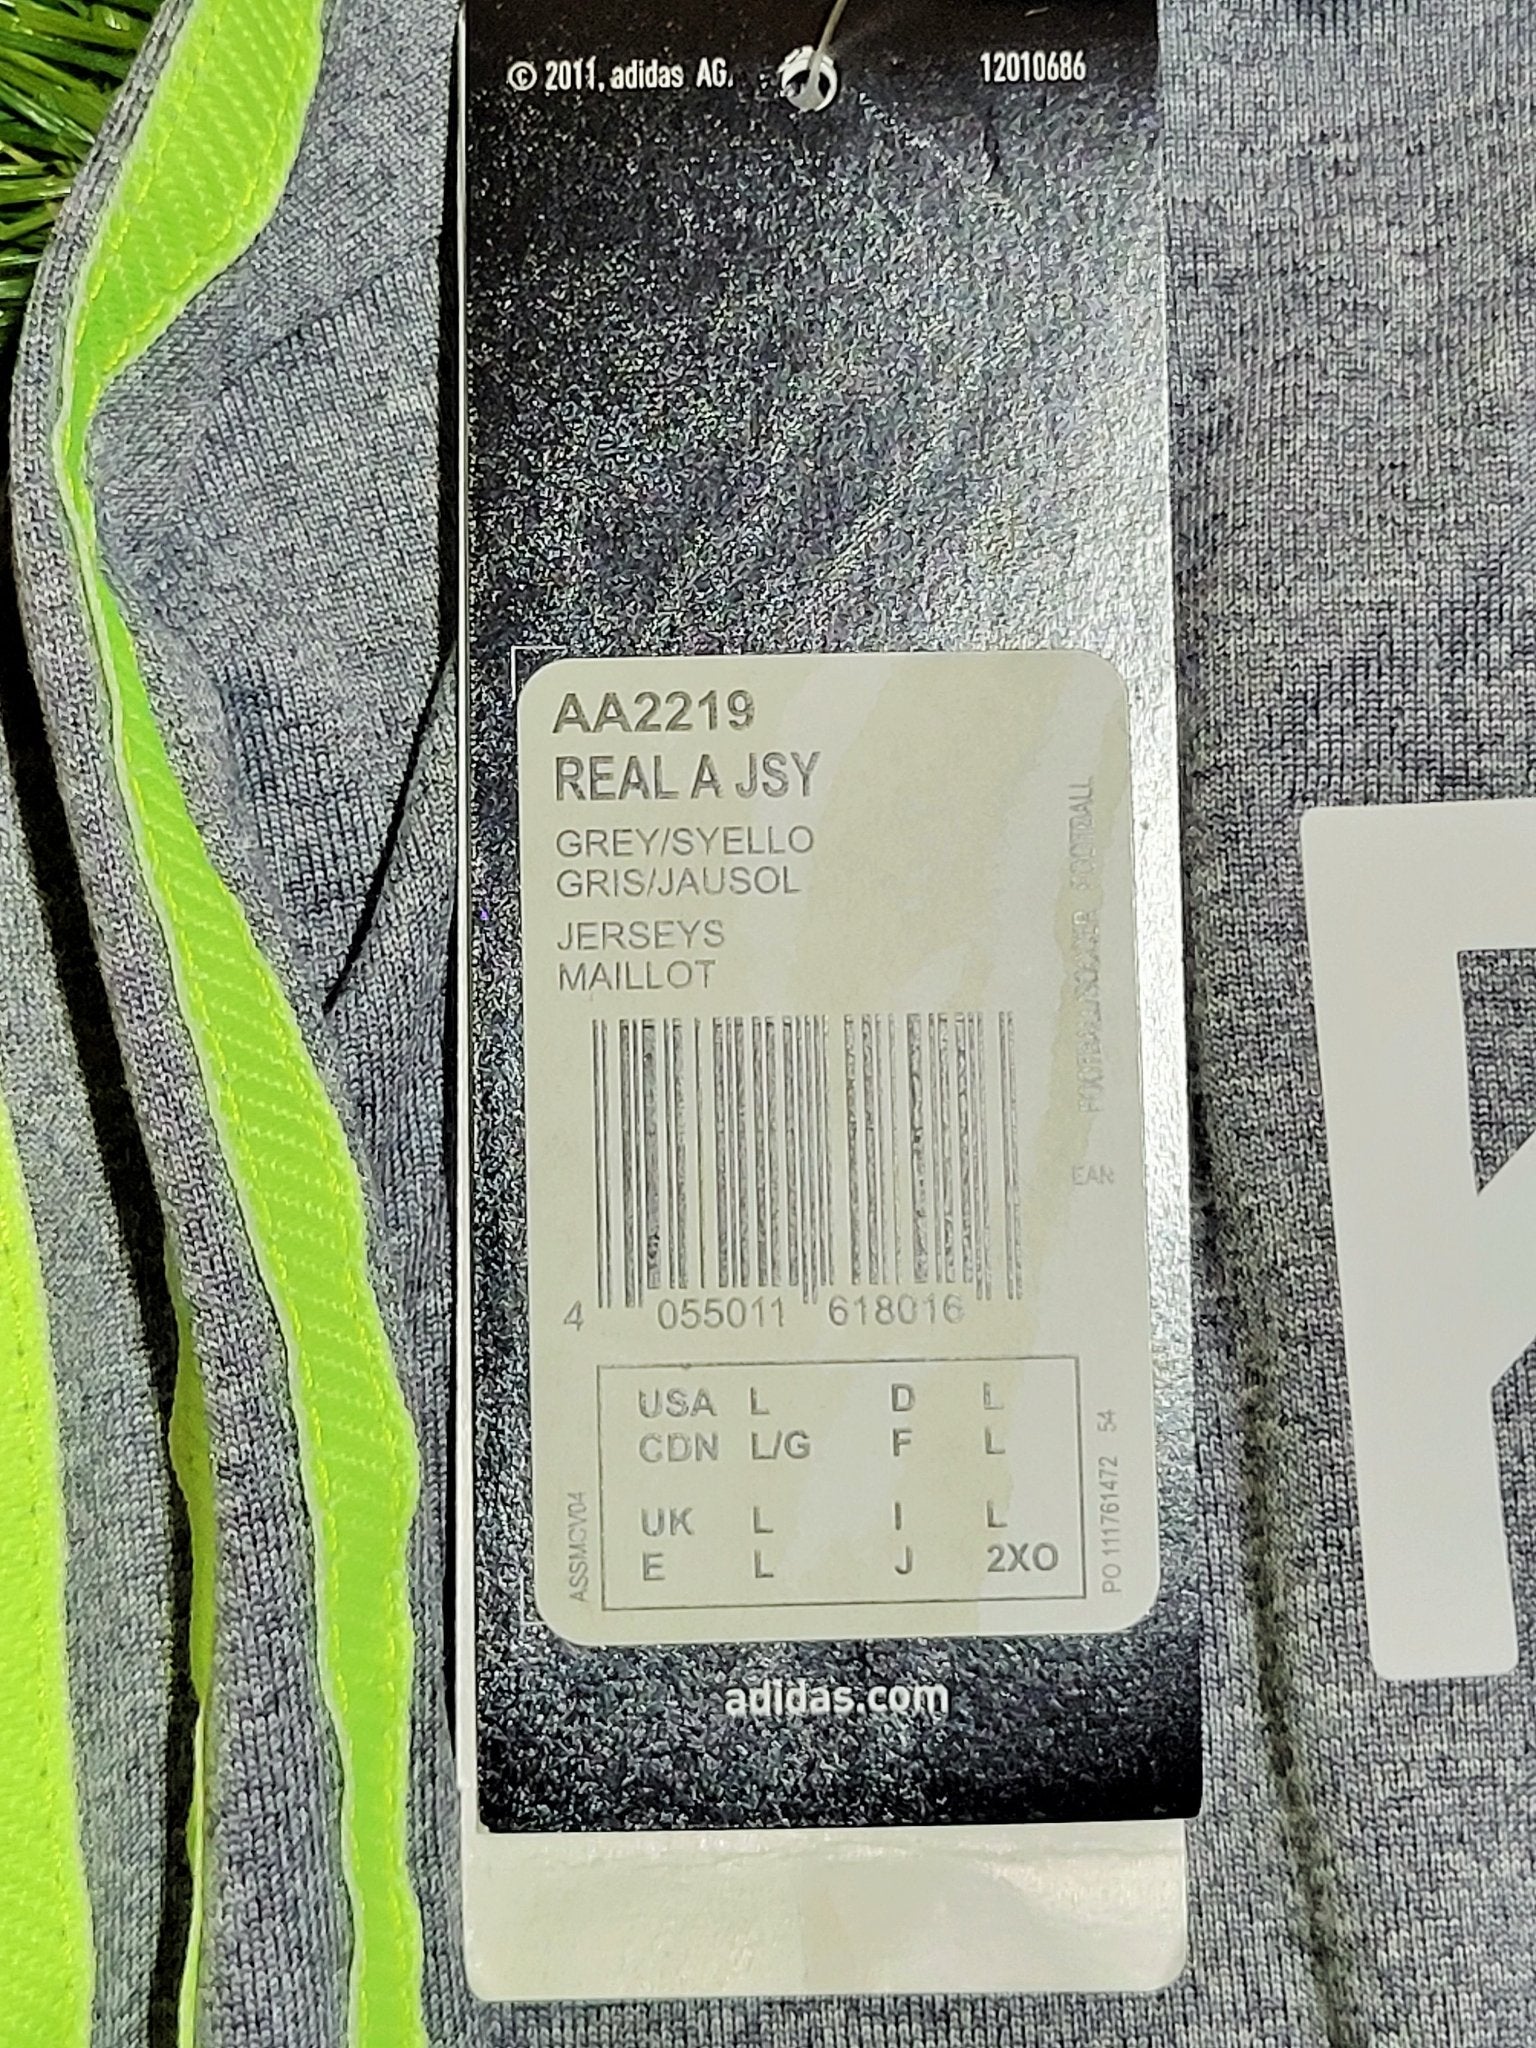 © 2011, adidas AG.
12010686
AA2219
REAL A JSY
GREY/SYELLO
GRIS/JAUSOL
JERSEYS
MAILLOT
FOOTBALL/SOCCER FOOTBALL
EAN
4 055011 618016
USA L D L
CDN L/G F L
UK L I L
E L J 2XO
ASSMCV04
PO 111761472 54
adidas.com